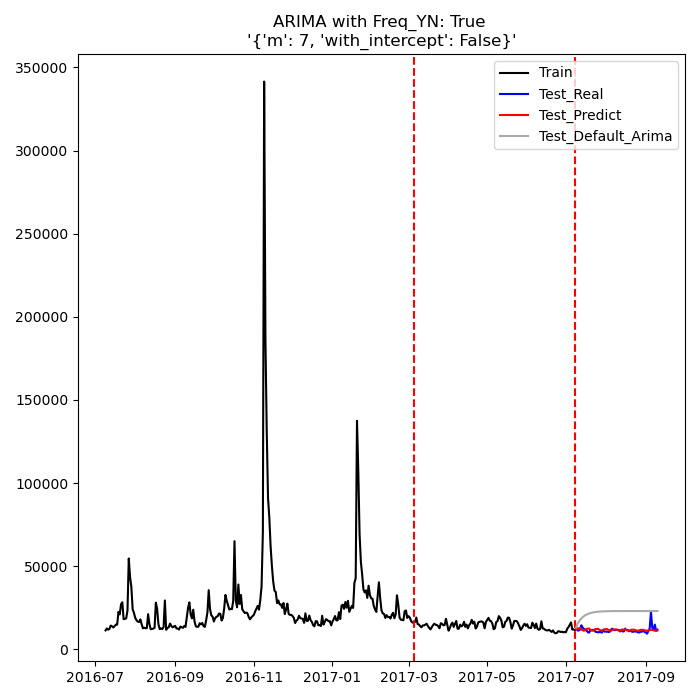 ARIMA with Freq_YN: True
'{'m': 7, 'with_intercept': False}'
350000
300000
250000
200000
150000
100000
50000
0
Train
Test_Real
Test_Predict
Test_Default_Arima
2016-07
2016-09
2016-11
2017-01
2017-03
2017-05
2017-07
2017-09